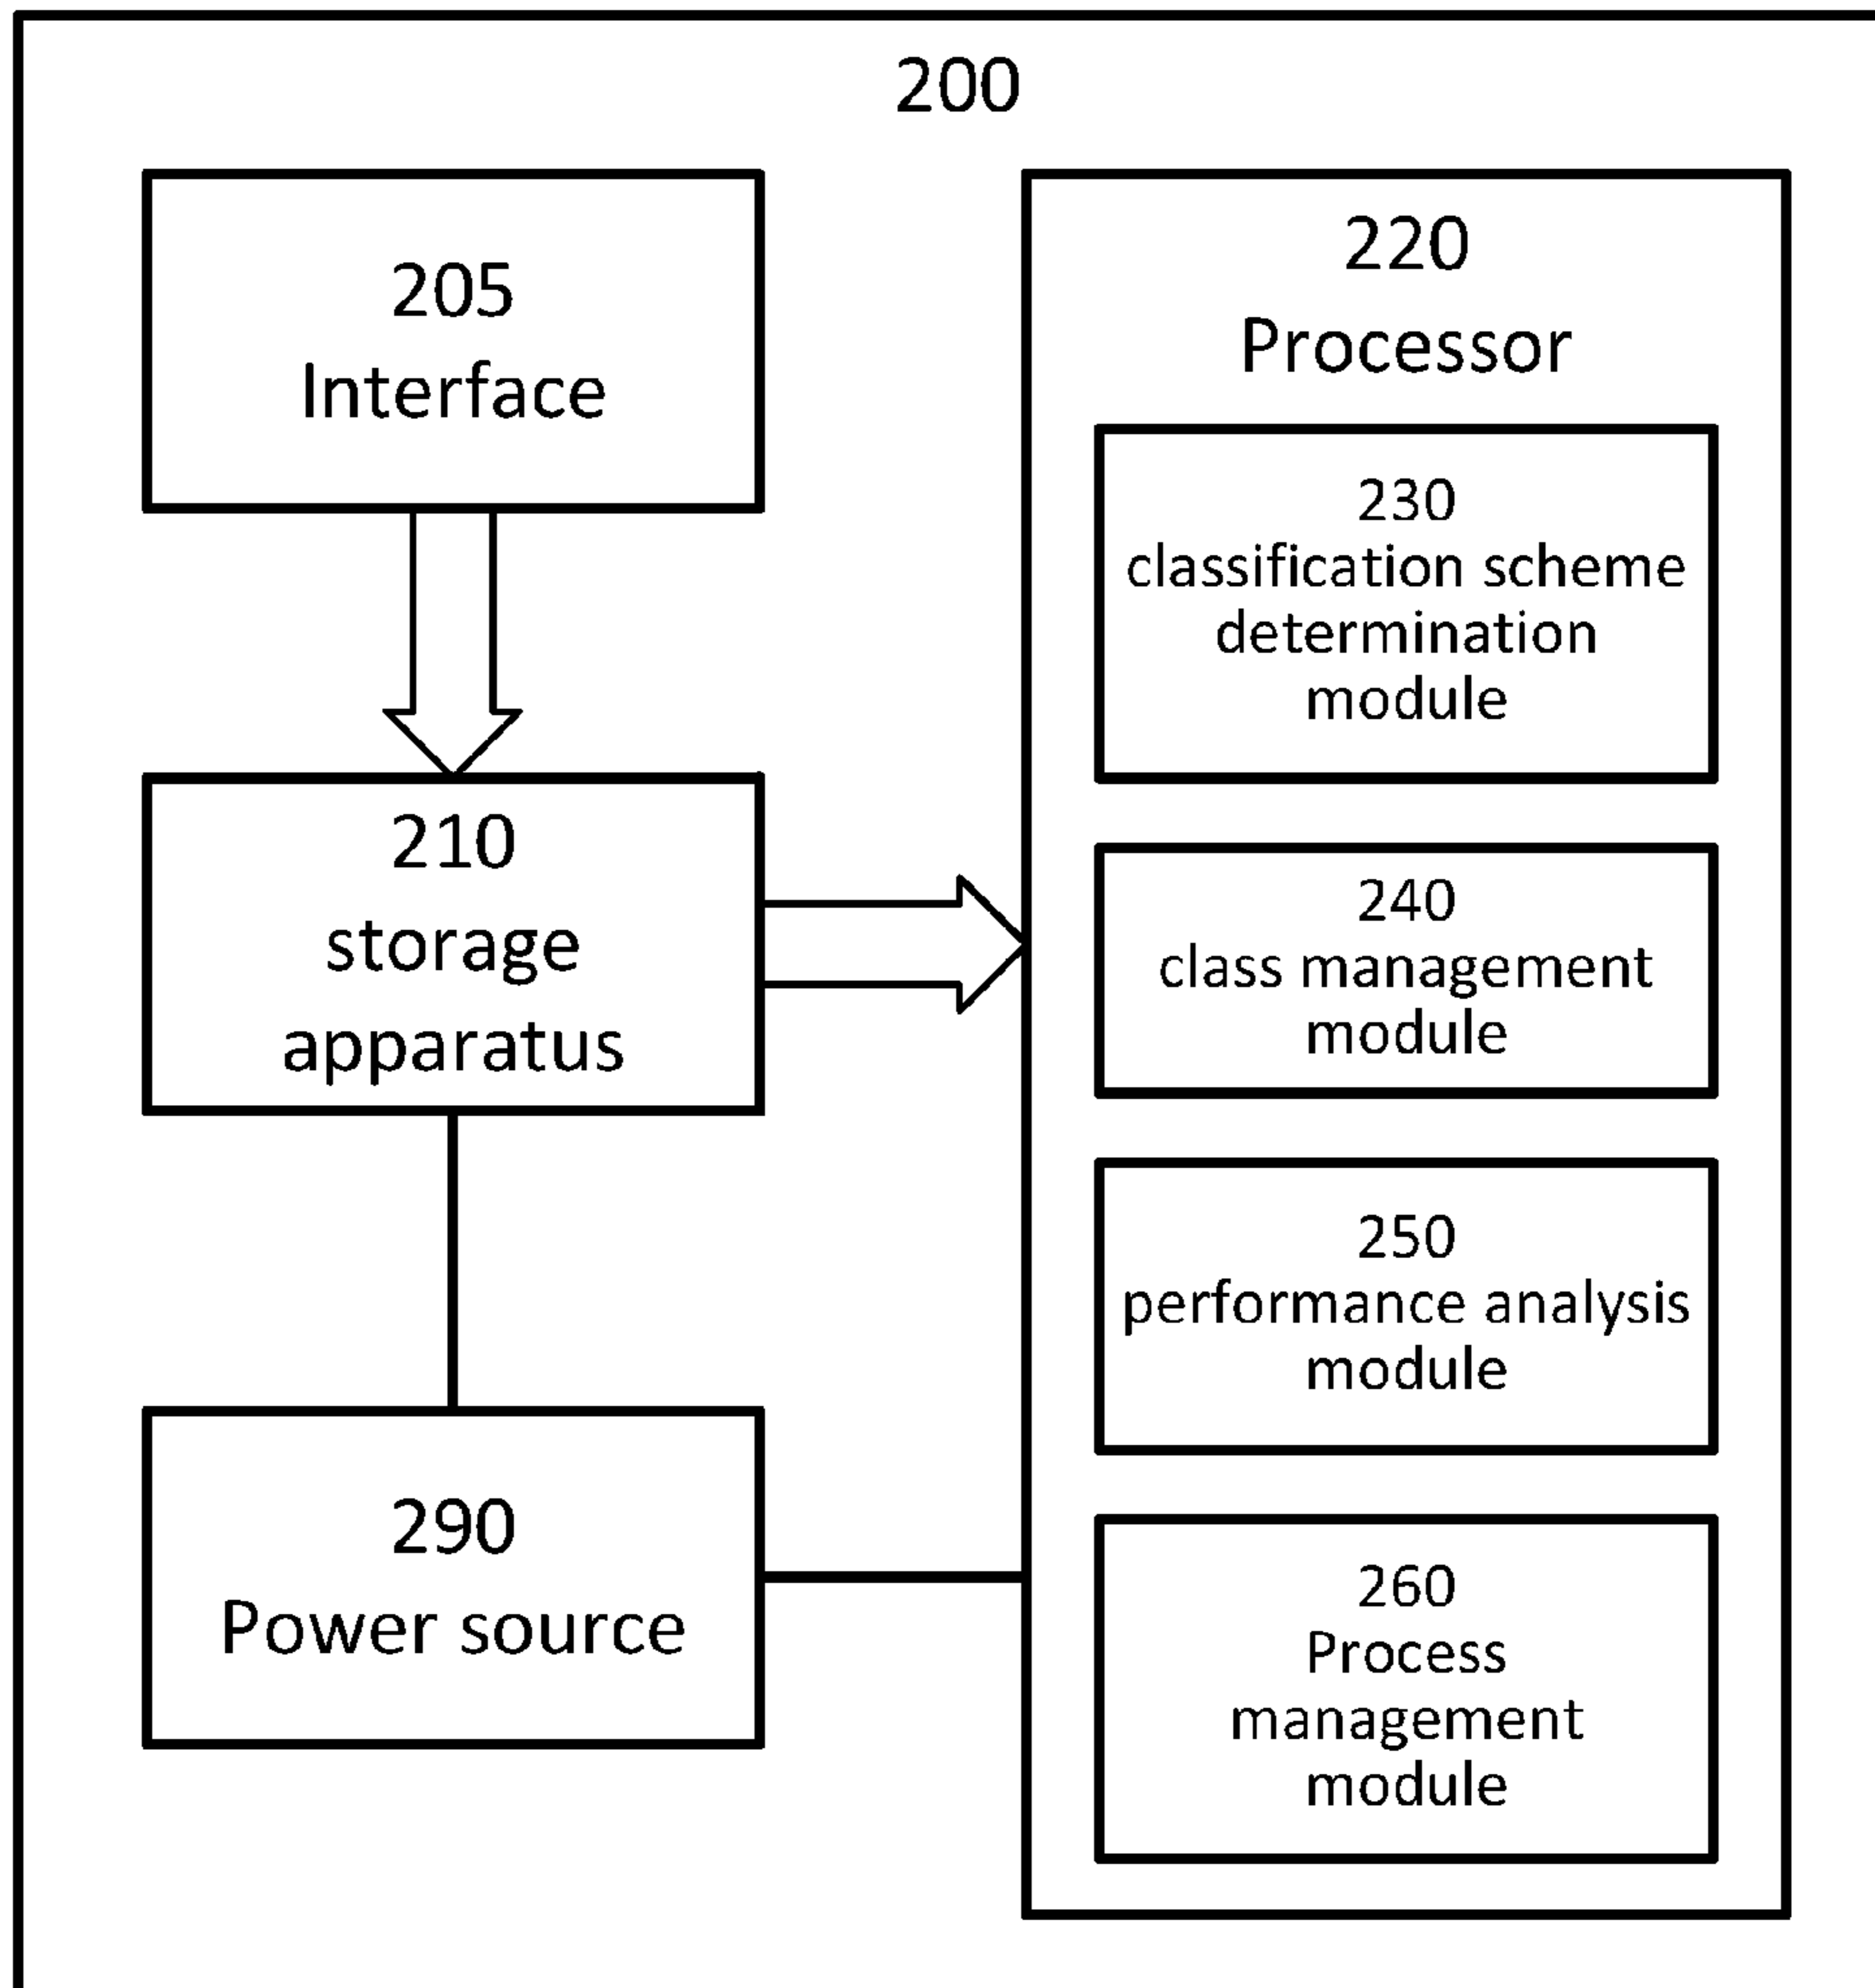 200
205
Interface
210
storage
apparatus
290
Power source
220
Processor
230
classification scheme
determination
module
240
class management
module
250
performance analysis
module
260
Process
management
module